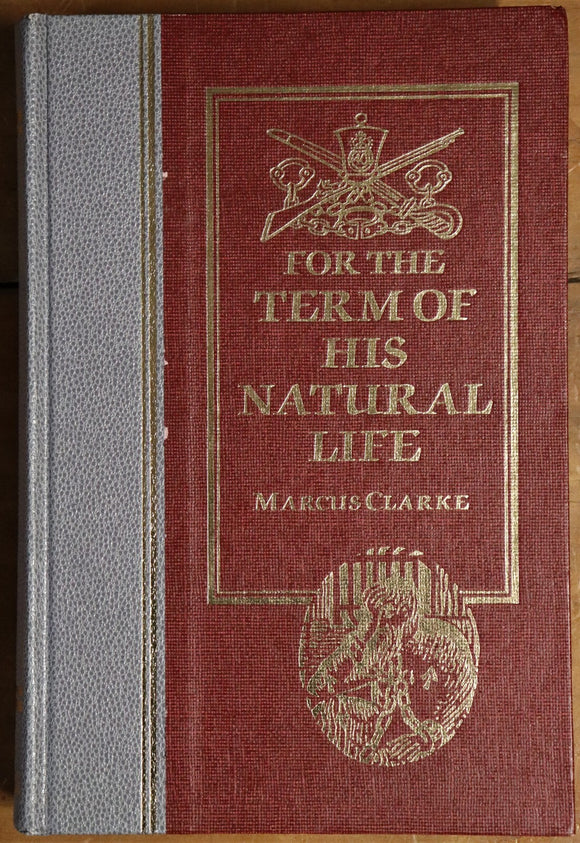 FOR THE
TERM OF
HIS
NATURAL
LIFE
MARCUS CLARKE